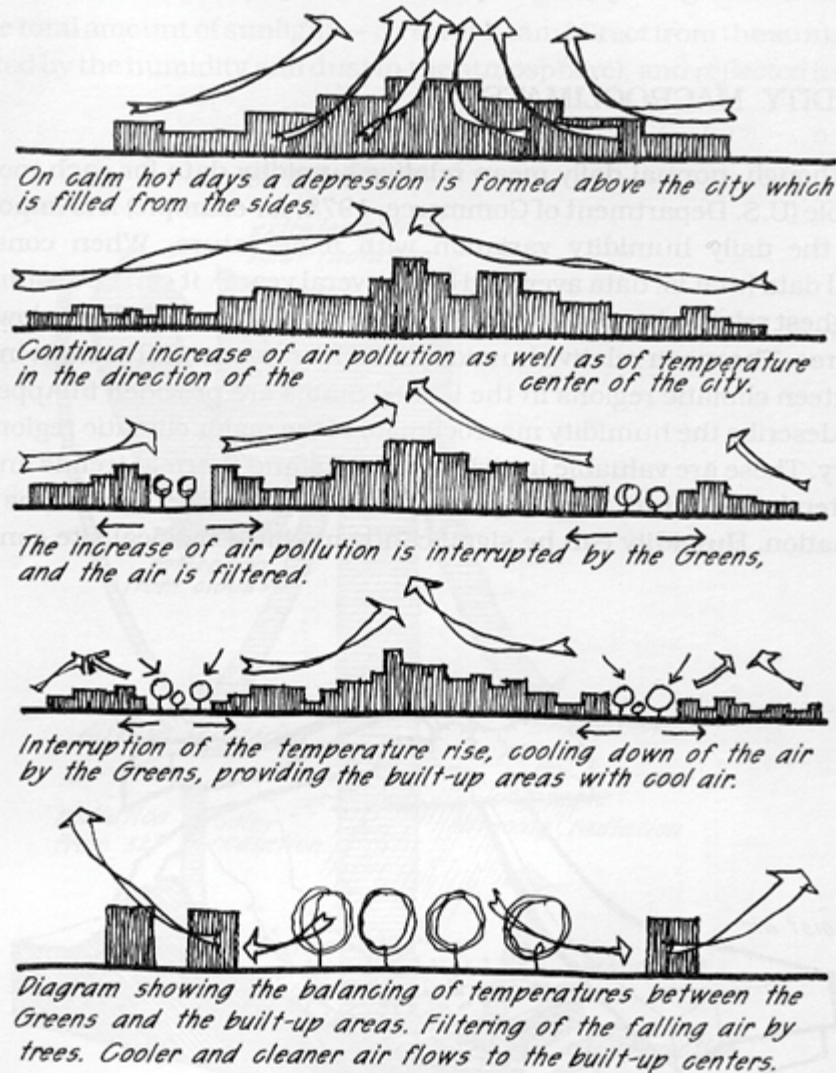 On calm hot days a depression is formed above the city which
is filled from the sides.
Continual increase of air pollution as well as of temperature
in the direction of the center of the city.
The increase of air pollution is interrupted by the Greens,
and the air is filtered.
Interruption of the temperature rise, cooling down of the air
by the Greens, providing the built-up areas with cool air.
Diagram showing the balancing of temperatures between the
Greens and the built-up areas. Filtering of the falling air by
trees. Cooler and cleaner air flows to the built-up centers.